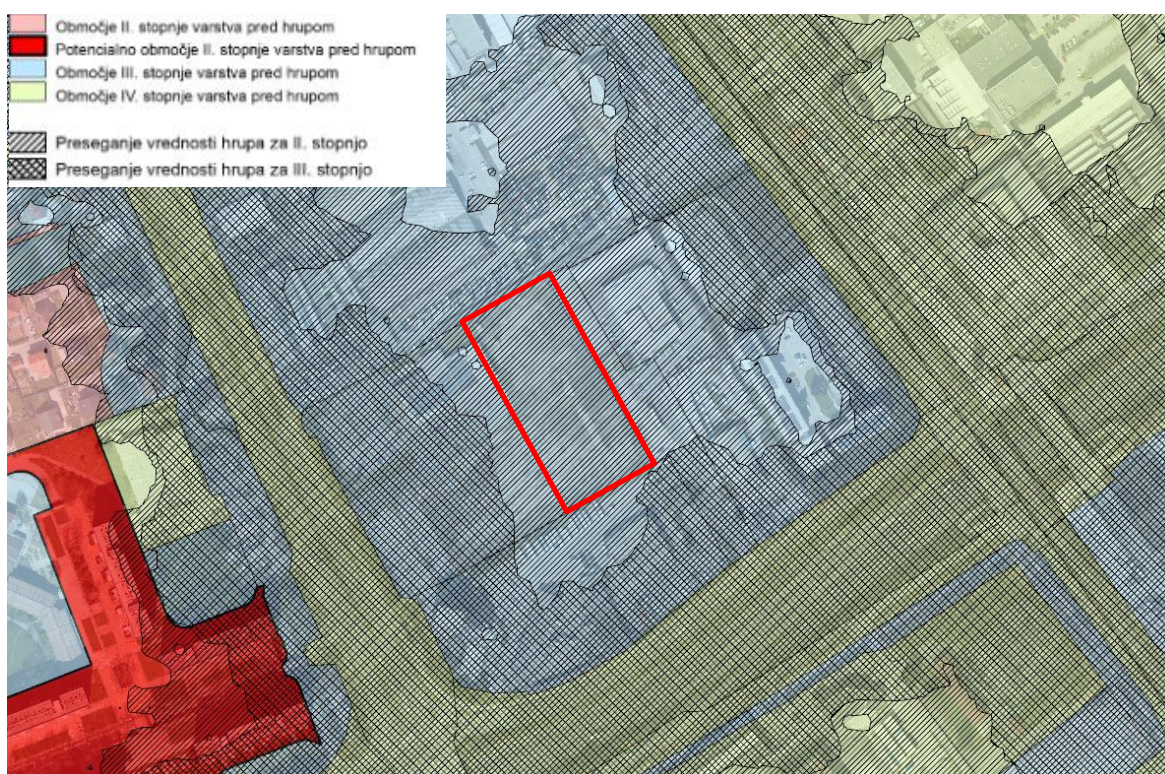 Območje II. stopnje varstva pred hrupom
Potencialno območje II. stopnje varstva pred hrupom
Območje III. stopnje varstva pred hrupom
Območje IV. stopnje varstva pred hrupom
Preseganje vrednosti hrupa za II. stopnjo
Preseganje vrednosti hrupa za III. stopnjo